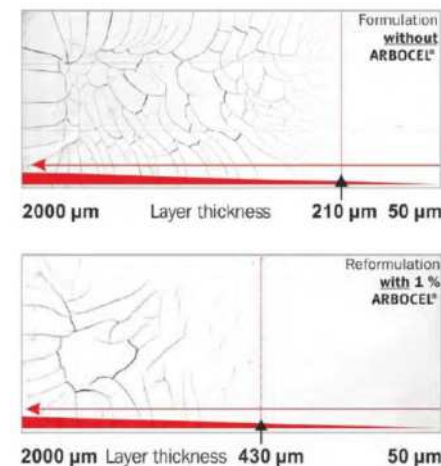 Formulation
without
ARBOCEL®
2000 µm Layer thickness 210 µm 50 µm
Reformulation
with 1 %
ARBOCEL®
2000 µm Layer thickness 430 µm 50 µm